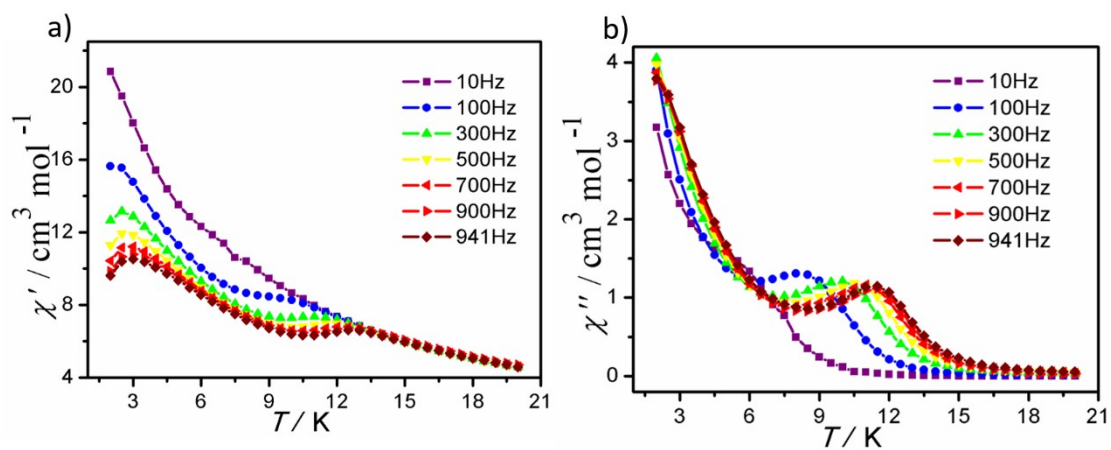 a)
χ′ / cm³ mol⁻¹
20
16
12
8
4
3 6 9 12 15 18 21
T / K
10Hz
100Hz
300Hz
500Hz
700Hz
900Hz
941Hz
b)
χ′′ / cm³ mol⁻¹
4
3
2
1
0
3 6 9 12 15 18 21
T / K
10Hz
100Hz
300Hz
500Hz
700Hz
900Hz
941Hz